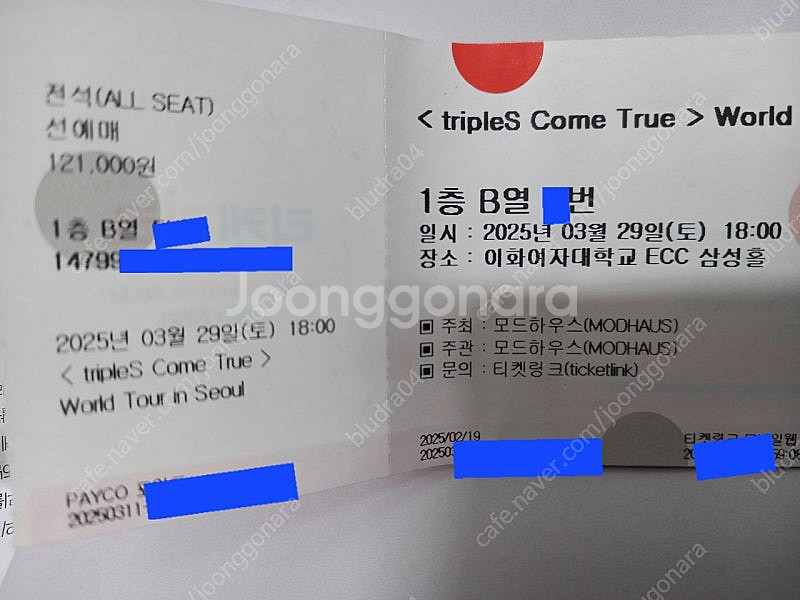 전석(ALL SEAT)
선예매
121,000원
1층 B열
14799
2025년 03월 29일(토) 18:00
< tripleS Come True >
World Tour in Seoul
PAYCO
20250311
< tripleS Come True > World
1층 B열 번
일시 : 2025년 03월 29일(토) 18:00
장소 : 이화여자대학교 ECC 삼성홀
▣ 주최 : 모드하우스(MODHAUS)
▣ 주관 : 모드하우스(MODHAUS)
▣ 문의 : 티켓링크(ticketlink)
2025/02/19
티켓링크
Joonggonara
cafe.naver.com/joonggonara
bludra04